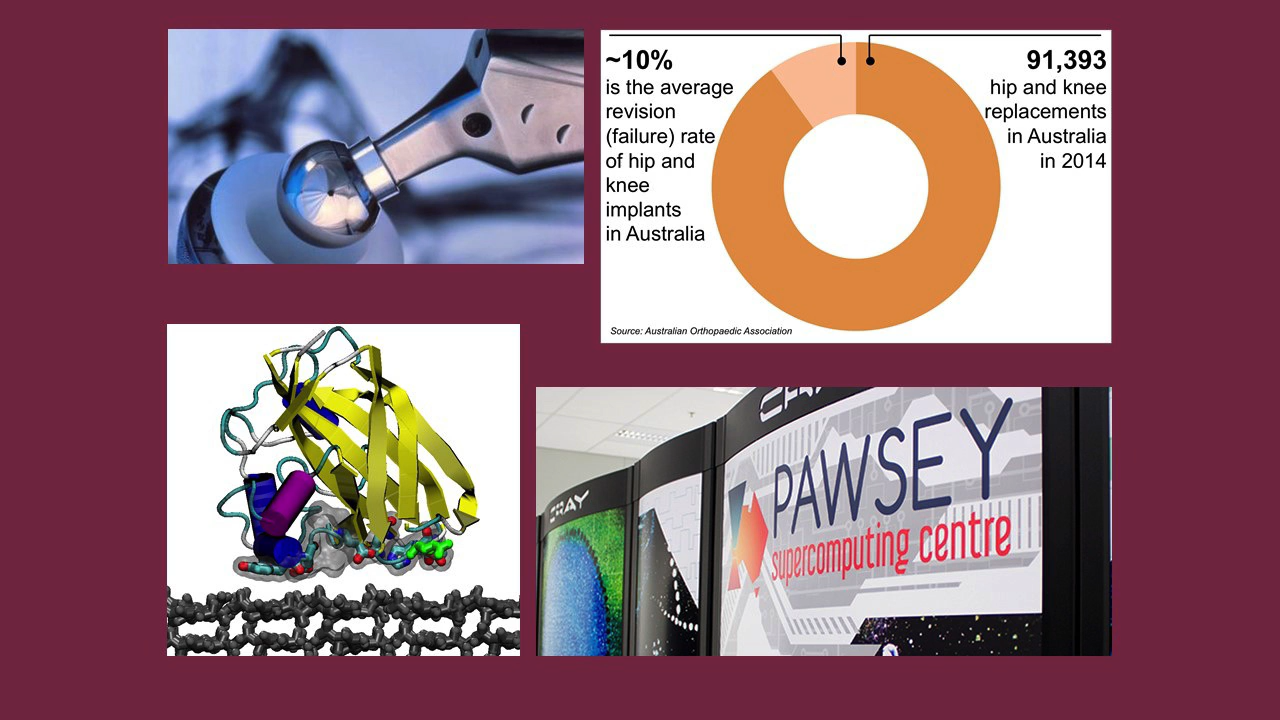 ~10%
is the average
revision
(failure) rate
of hip and
knee
implants
in Australia
91,393
hip and knee
replacements
in Australia
in 2014
Source: Australian Orthopaedic Association
CRAY
PAWSEY
supercomputing centre